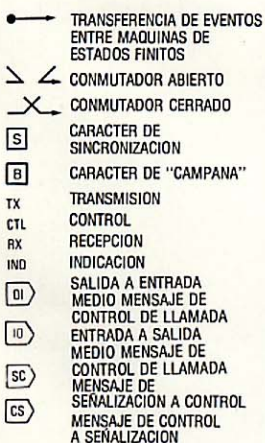 TRANSFERENCIA DE EVENTOS
ENTRE MAQUINAS DE
ESTADOS FINITOS
CONMUTADOR ABIERTO
CONMUTADOR CERRADO
S CARACTER DE
SINCRONIZACION
B CARACTER DE "CAMPANA"
TX TRANSMISION
CTL CONTROL
RX RECEPCION
IND INDICACION
OI SALIDA A ENTRADA
MEDIO MENSAJE DE
CONTROL DE LLAMADA
IO ENTRADA A SALIDA
MEDIO MENSAJE DE
CONTROL DE LLAMADA
SC MENSAJE DE
SEÑALIZACION A CONTROL
CS MENSAJE DE CONTROL
A SEÑALIZACION